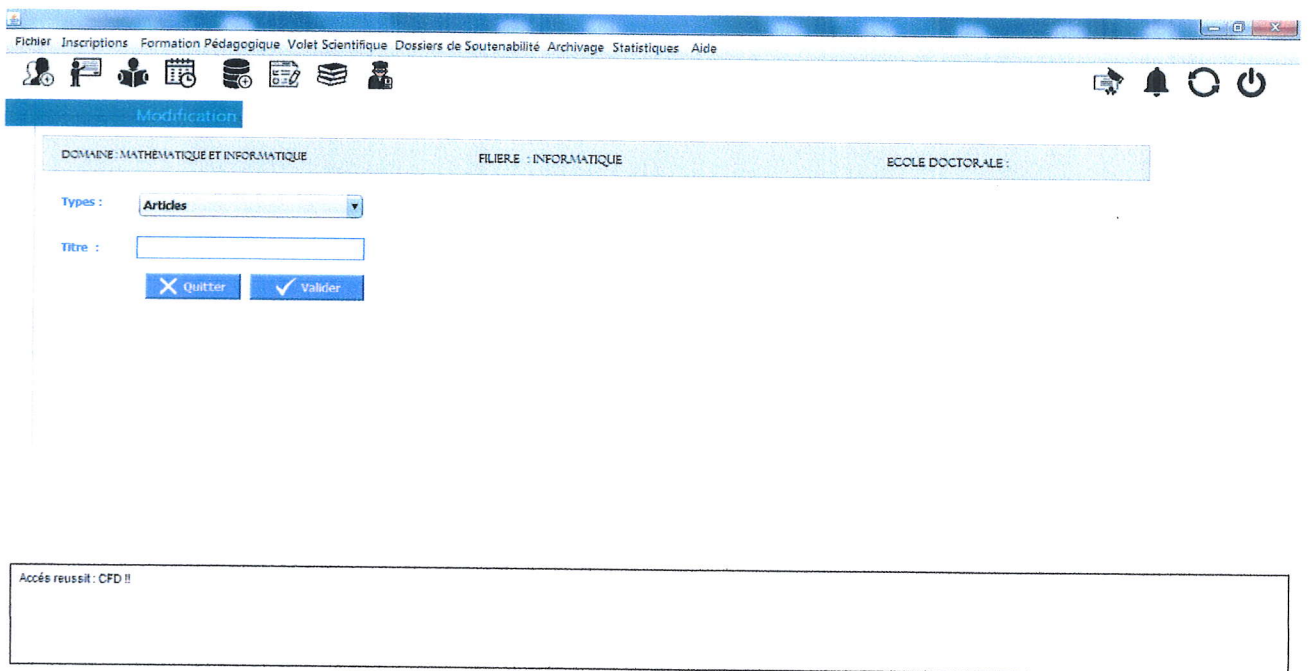 Fichier Inscriptions Formation Pédagogique Volet Scientifique Dossiers de Soutenabilité Archivage Statistiques Aide
Modification
DOMAINE : MATHEMATIQUE ET INFORMATIQUE FILIERE : INFORMATIQUE ECOLE DOCTORALE :
Types : Articles
Titre :
Quitter Valider
Accés reussit : CFD !!